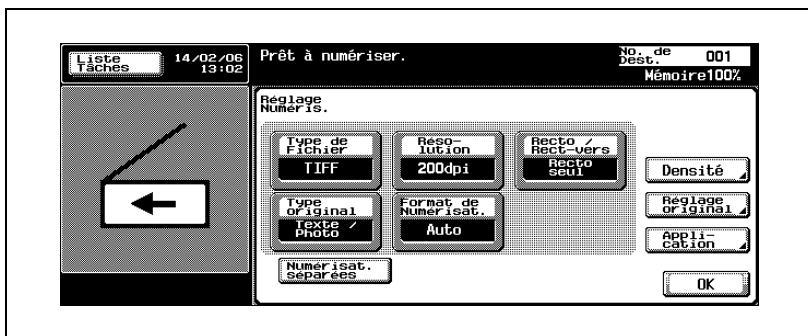 Liste
Tâches
14/02/06
13:02
Prêt à numériser.
No. de
Dest.
001
Mémoire100%
Réglage
Numéris.
Type de
Fichier
TIFF
Réso-
lution
200dpi
Recto /
Rect-vers
Recto
seul
Densité
Type
original
Texte /
Photo
Format de
Numérisat.
Auto
Réglage
original
Appli-
cation
Numérisat.
séparées
OK